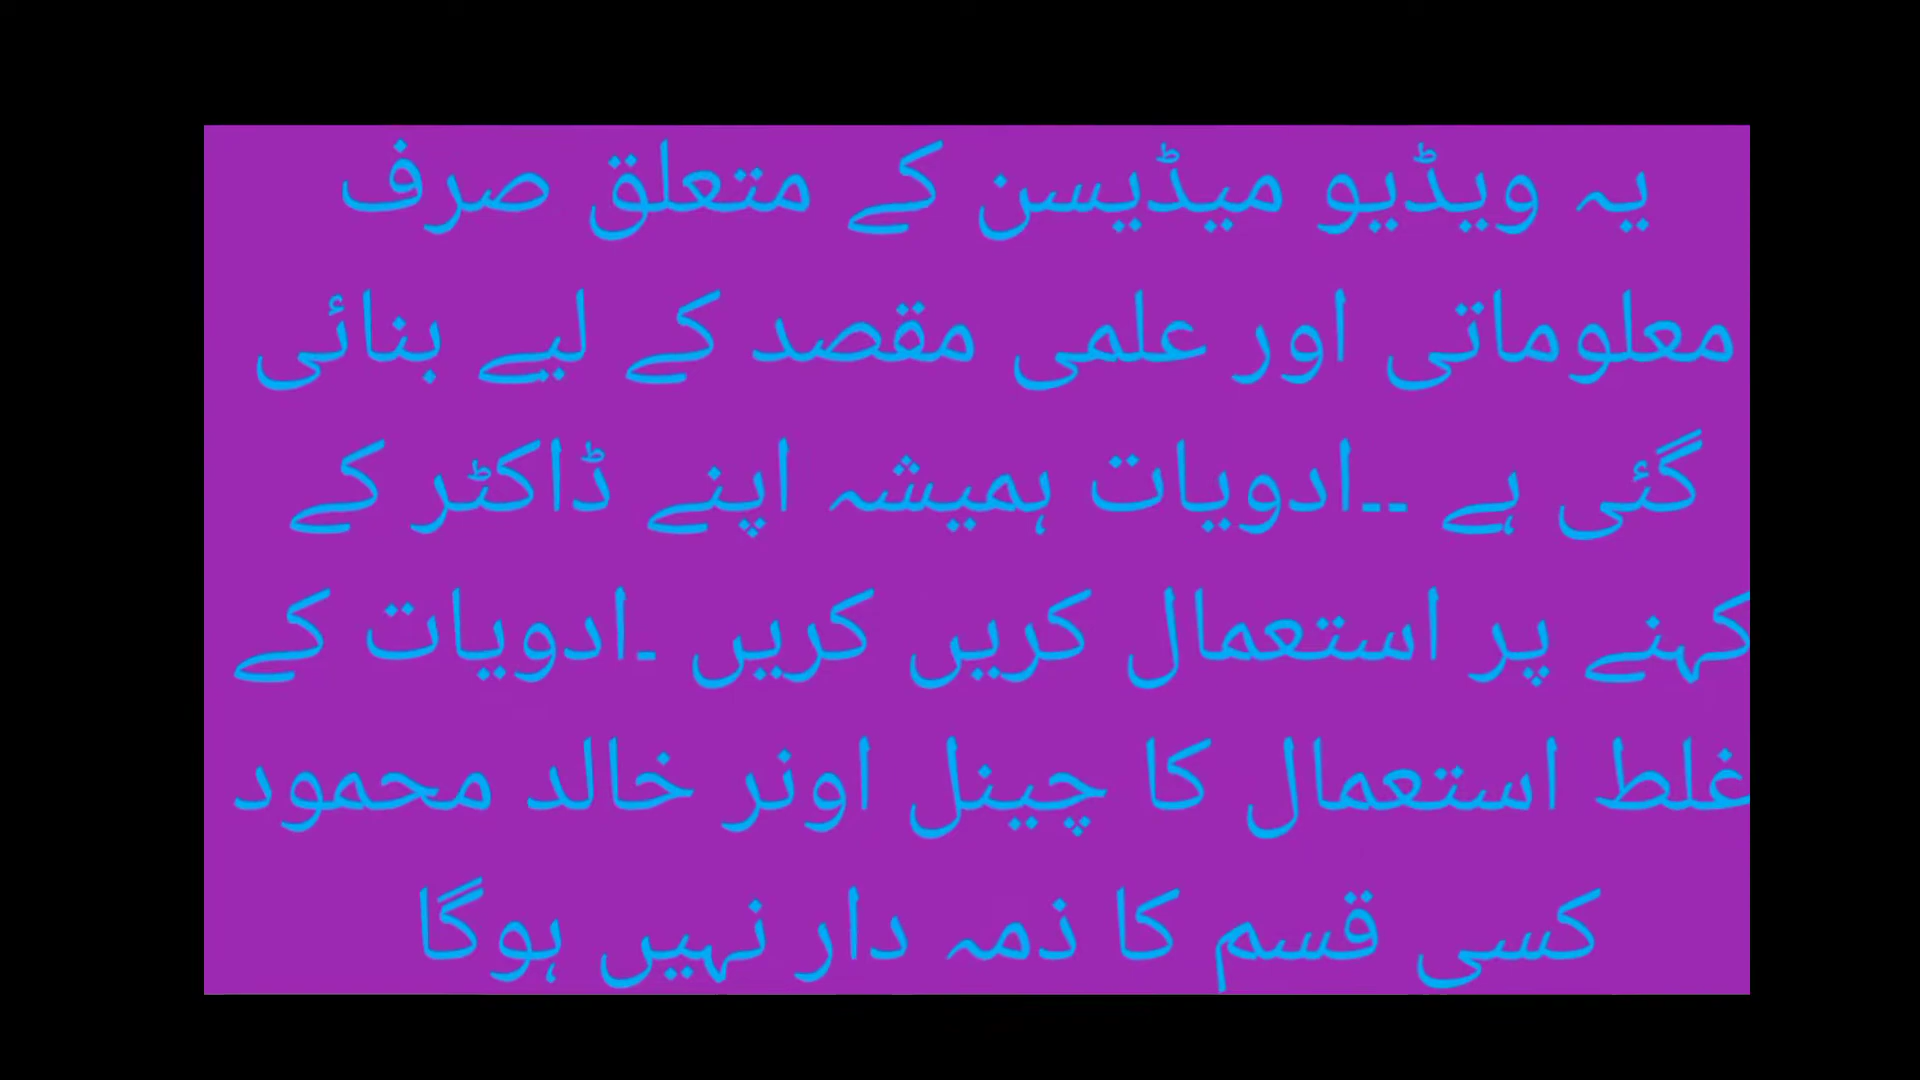 یہ ویڈیو میڈیسن کے متعلق صرف
معلوماتی اور علمی مقصد کے لیے بنائی
گئی ہے ۔۔ادویات ہمیشہ اپنے ڈاکٹر کے
کہنے پر استعمال کریں کریں ۔ادویات کے
غلط استعمال کا چینل اونر خالد محمود
کسی قسم کا ذمہ دار نہیں ہوگا